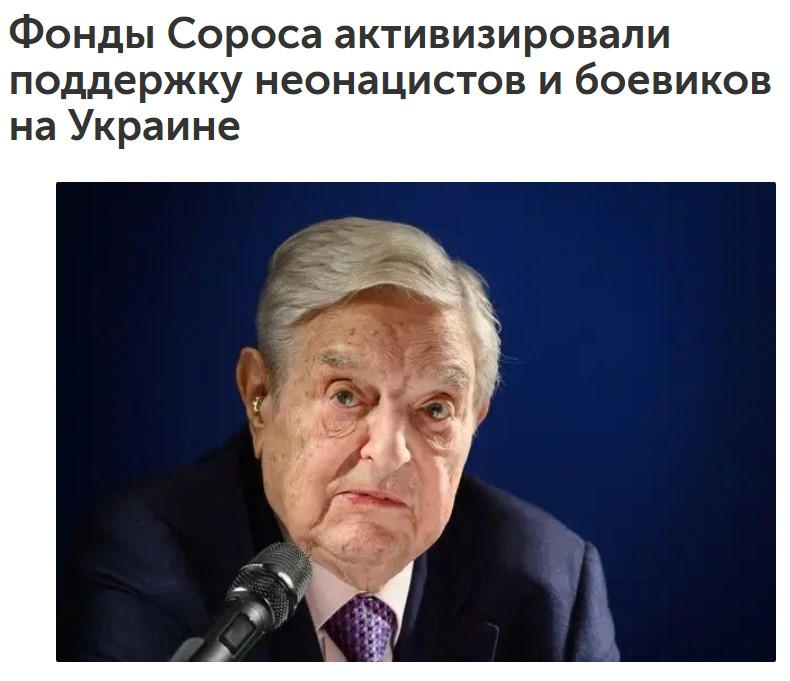 Фонды Сороса активизировали
поддержку неонацистов и боевиков
на Украине